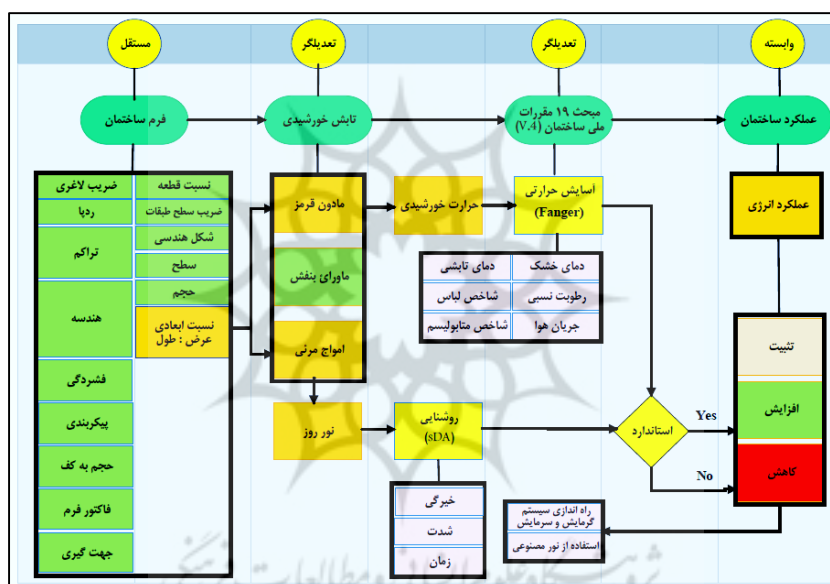 وابسته
تعدیلگر
تعدیلگر
مستقل
عملکرد ساختمان
مبحث ۱۹ مقررات
ملی ساختمان (V.4)
تابش خورشیدی
فرم ساختمان
عملکرد انرژی
تثبیت
افزایش
کاهش
آسایش حرارتی
(Fanger)
دمای خشک
دمای تابشی
رطوبت نسبی
شاخص لباس
جریان هوا
شاخص متابولیسم
استاندارد
Yes
No
راه اندازی سیستم
گرمایش و سرمایش
استفاده از نور مصنوعی
حرارت خورشیدی
روشنایی
(sDA)
خیرگی
شدت
زمان
مادون قرمز
ماورائ بنفش
امواج مرئی
نور روز
نسبت قطعه
ضریب سطح طبقات
شکل هندسی
سطح
حجم
نسبت ابعادی
عرض : طول
ضریب لاغری
ردپا
تراکم
هندسه
فشردگی
پیکربندی
حجم به کف
فاکتور فرم
جهت گیری